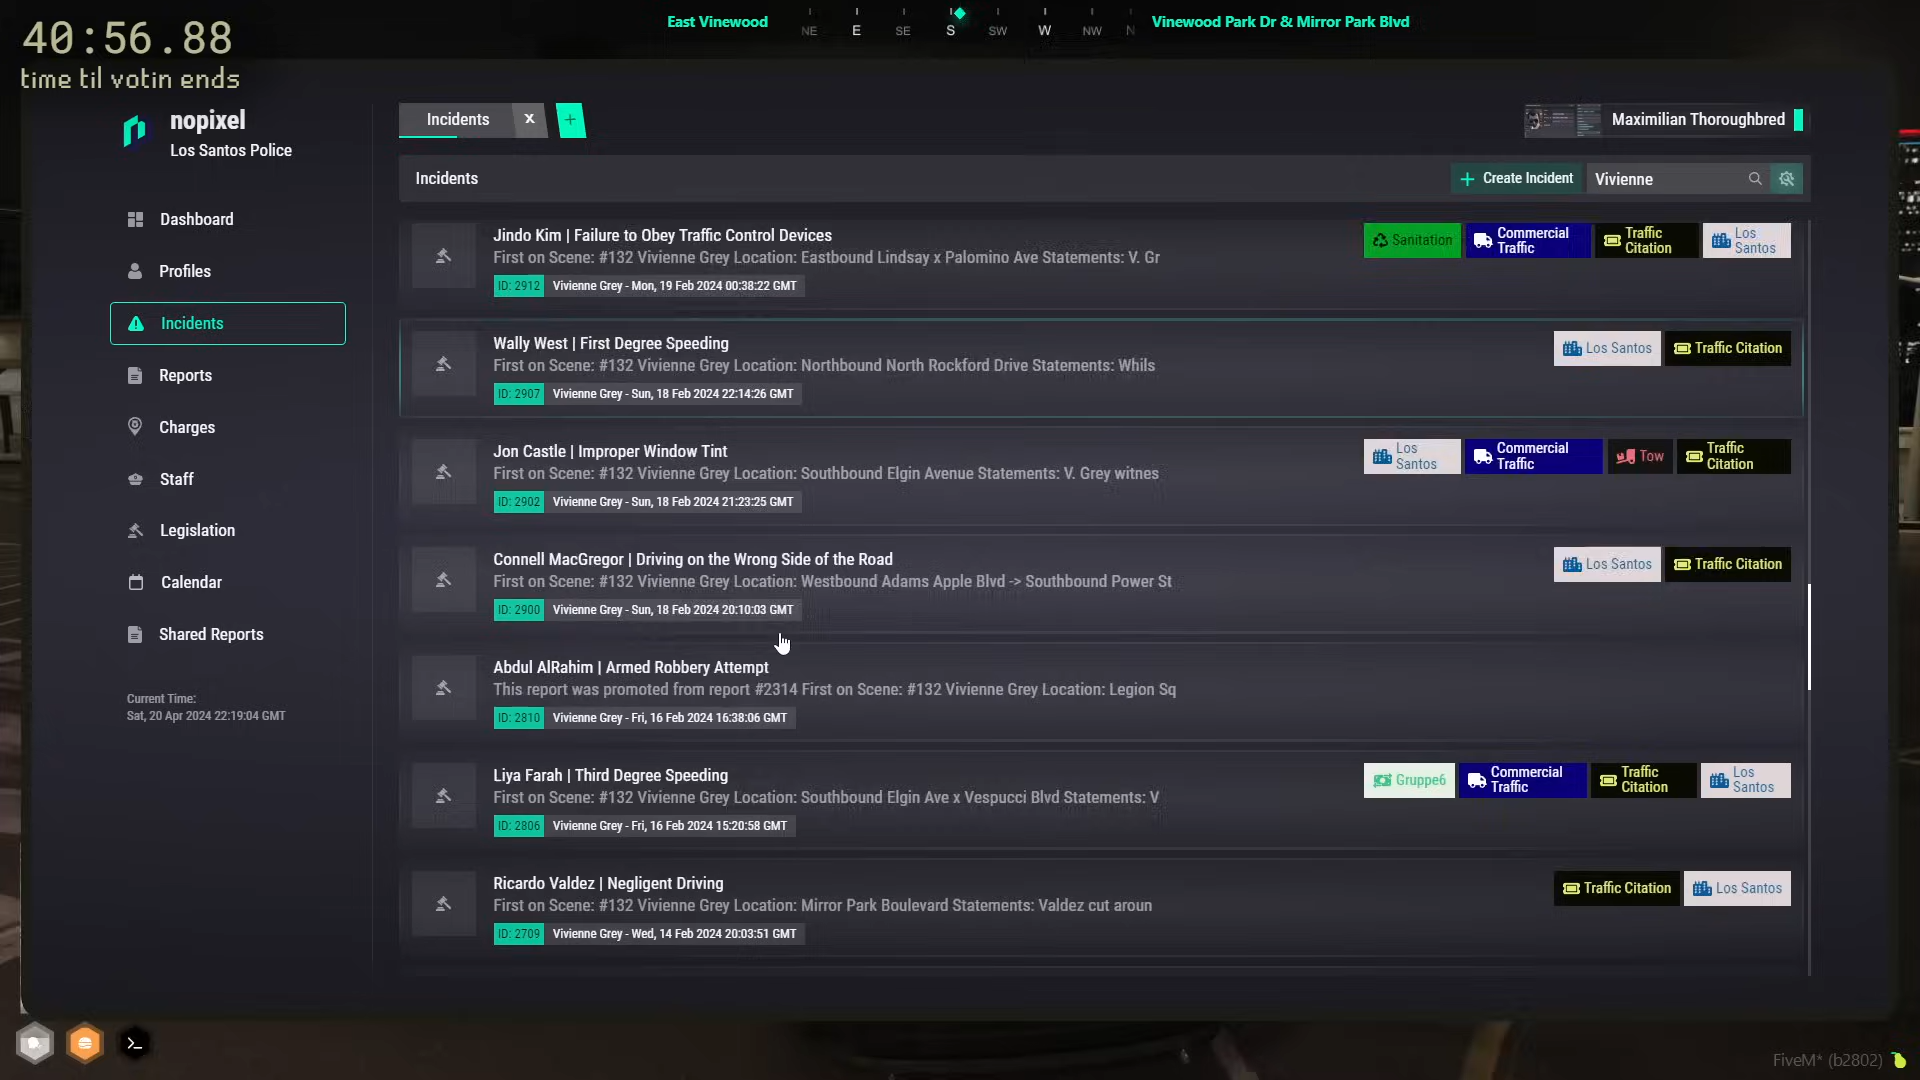 40:56.88
time til votin ends
East Vinewood
NE E SE S SW W NW N
Vinewood Park Dr & Mirror Park Blvd
nopixel
Los Santos Police
Dashboard
Profiles
Incidents
Reports
Charges
Staff
Legislation
Calendar
Shared Reports
Current Time:
Sat, 20 Apr 2024 22:19:04 GMT
Incidents x +
Maximilian Thoroughbred
Incidents
+ Create Incident
Vivienne
Jindo Kim | Failure to Obey Traffic Control Devices
First on Scene: #132 Vivienne Grey Location: Eastbound Lindsay x Palomino Ave Statements: V. Gr
ID: 2912 Vivienne Grey - Mon, 19 Feb 2024 00:38:22 GMT
Sanitation
Commercial
Traffic
Traffic
Citation
Los
Santos
Wally West | First Degree Speeding
First on Scene: #132 Vivienne Grey Location: Northbound North Rockford Drive Statements: Whils
ID: 2907 Vivienne Grey - Sun, 18 Feb 2024 22:14:26 GMT
Los Santos
Traffic Citation
Jon Castle | Improper Window Tint
First on Scene: #132 Vivienne Grey Location: Southbound Elgin Avenue Statements: V. Grey witnes
ID: 2902 Vivienne Grey - Sun, 18 Feb 2024 21:23:25 GMT
Los
Santos
Commercial
Traffic
Tow
Traffic
Citation
Connell MacGregor | Driving on the Wrong Side of the Road
First on Scene: #132 Vivienne Grey Location: Westbound Adams Apple Blvd -> Southbound Power St
ID: 2900 Vivienne Grey - Sun, 18 Feb 2024 20:10:03 GMT
Los Santos
Traffic Citation
Abdul AlRahim | Armed Robbery Attempt
This report was promoted from report #2314 First on Scene: #132 Vivienne Grey Location: Legion Sq
ID: 2810 Vivienne Grey - Fri, 16 Feb 2024 16:38:06 GMT
Liya Farah | Third Degree Speeding
First on Scene: #132 Vivienne Grey Location: Southbound Elgin Ave x Vespucci Blvd Statements: V
ID: 2806 Vivienne Grey - Fri, 16 Feb 2024 15:20:58 GMT
Gruppe6
Commercial
Traffic
Traffic
Citation
Los
Santos
Ricardo Valdez | Negligent Driving
First on Scene: #132 Vivienne Grey Location: Mirror Park Boulevard Statements: Valdez cut aroun
ID: 2709 Vivienne Grey - Wed, 14 Feb 2024 20:03:51 GMT
Traffic Citation
Los Santos
FiveM* (b2802)